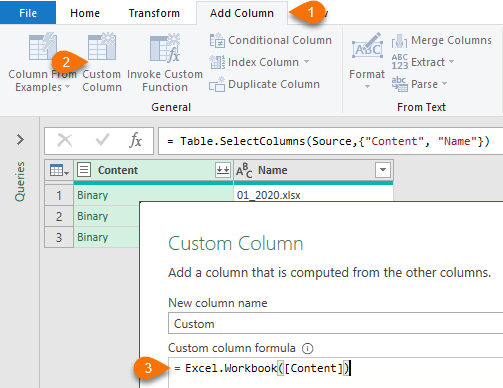 File Home Transform Add Column 1 w
2
Column From Examples
Custom Column
Invoke Custom Function
Conditional Column
Index Column
Duplicate Column
General
ABC
Format
Merge Columns
ABC 123 Extract
abc Parse
From Text
3
fx = Table.SelectColumns(Source,{"Content", "Name"})
Queries
Content ABC Name
1 Binary 01_2020.xlsx
2 Binary
3 Binary
Custom Column
Add a column that is computed from the other columns.
New column name
Custom
Custom column formula
3 = Excel.Workbook([Content])